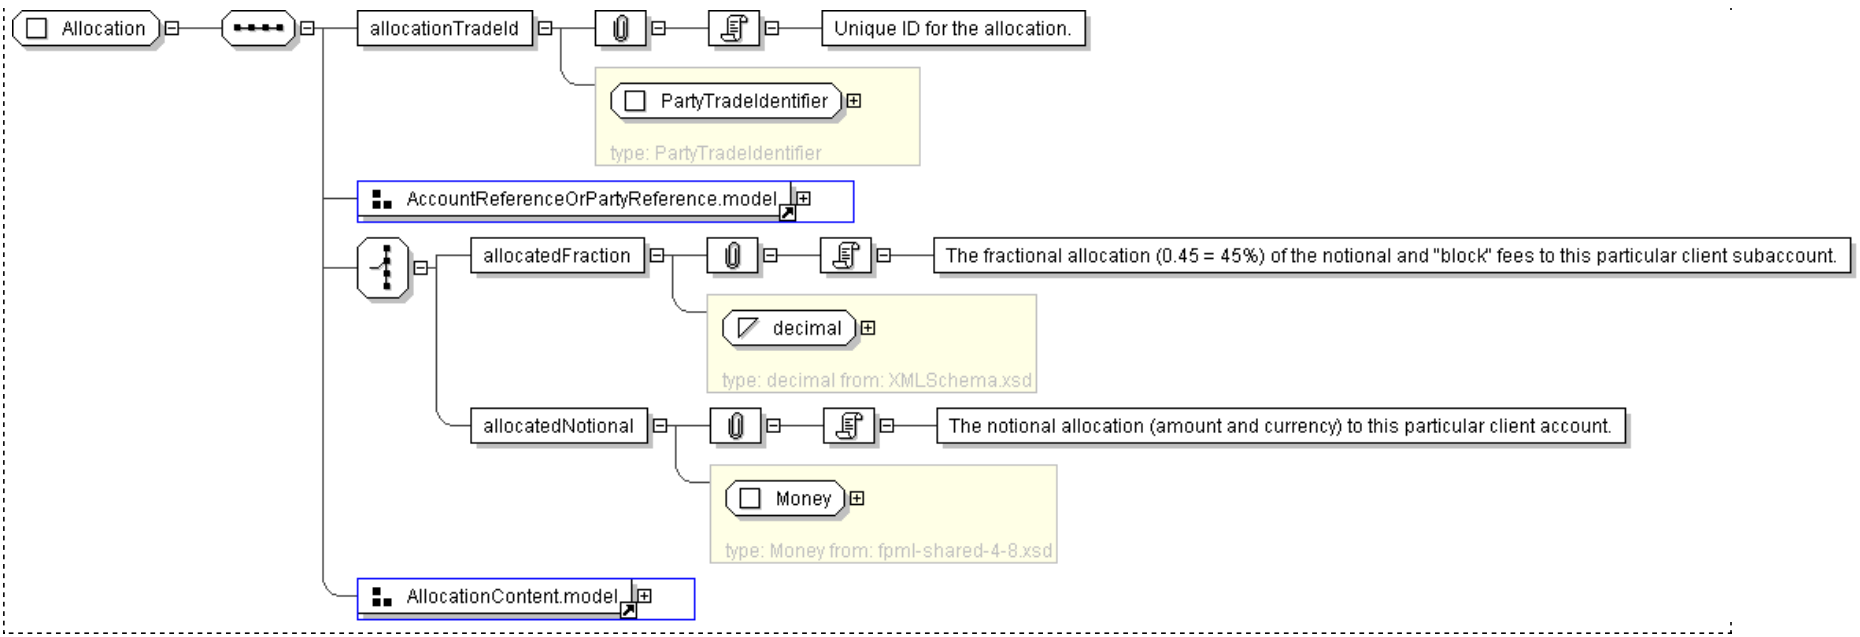 Allocation
allocationTradeId
Unique ID for the allocation.
PartyTradeIdentifier
type: PartyTradeIdentifier
AccountReferenceOrPartyReference.model
allocatedFraction
The fractional allocation (0.45 = 45%) of the notional and "block" fees to this particular client subaccount.
decimal
type: decimal from: XMLSchema.xsd
allocatedNotional
The notional allocation (amount and currency) to this particular client account.
Money
type: Money from: fpml-shared-4-8.xsd
AllocationContent.model